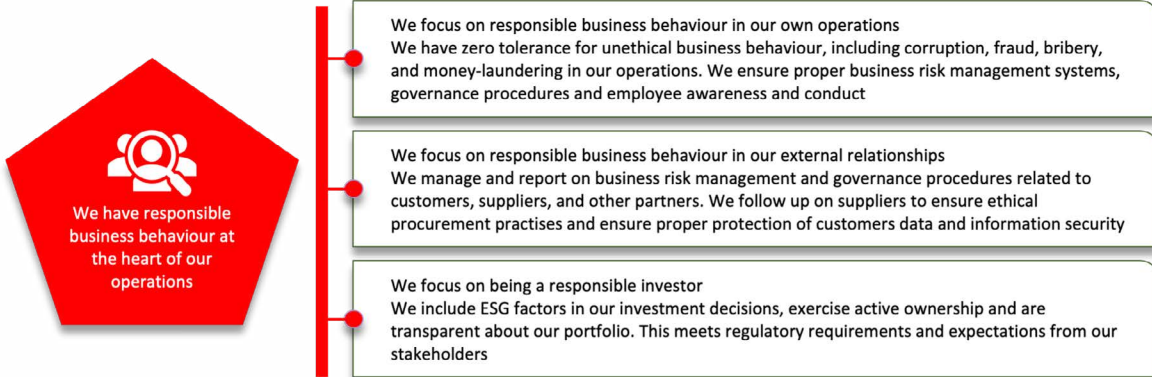 We have responsible
business behaviour at
the heart of our
operations
We focus on responsible business behaviour in our own operations
We have zero tolerance for unethical business behaviour, including corruption, fraud, bribery,
and money-laundering in our operations. We ensure proper business risk management systems,
governance procedures and employee awareness and conduct
We focus on responsible business behaviour in our external relationships
We manage and report on business risk management and governance procedures related to
customers, suppliers, and other partners. We follow up on suppliers to ensure ethical
procurement practises and ensure proper protection of customers data and information security
We focus on being a responsible investor
We include ESG factors in our investment decisions, exercise active ownership and are
transparent about our portfolio. This meets regulatory requirements and expectations from our
stakeholders